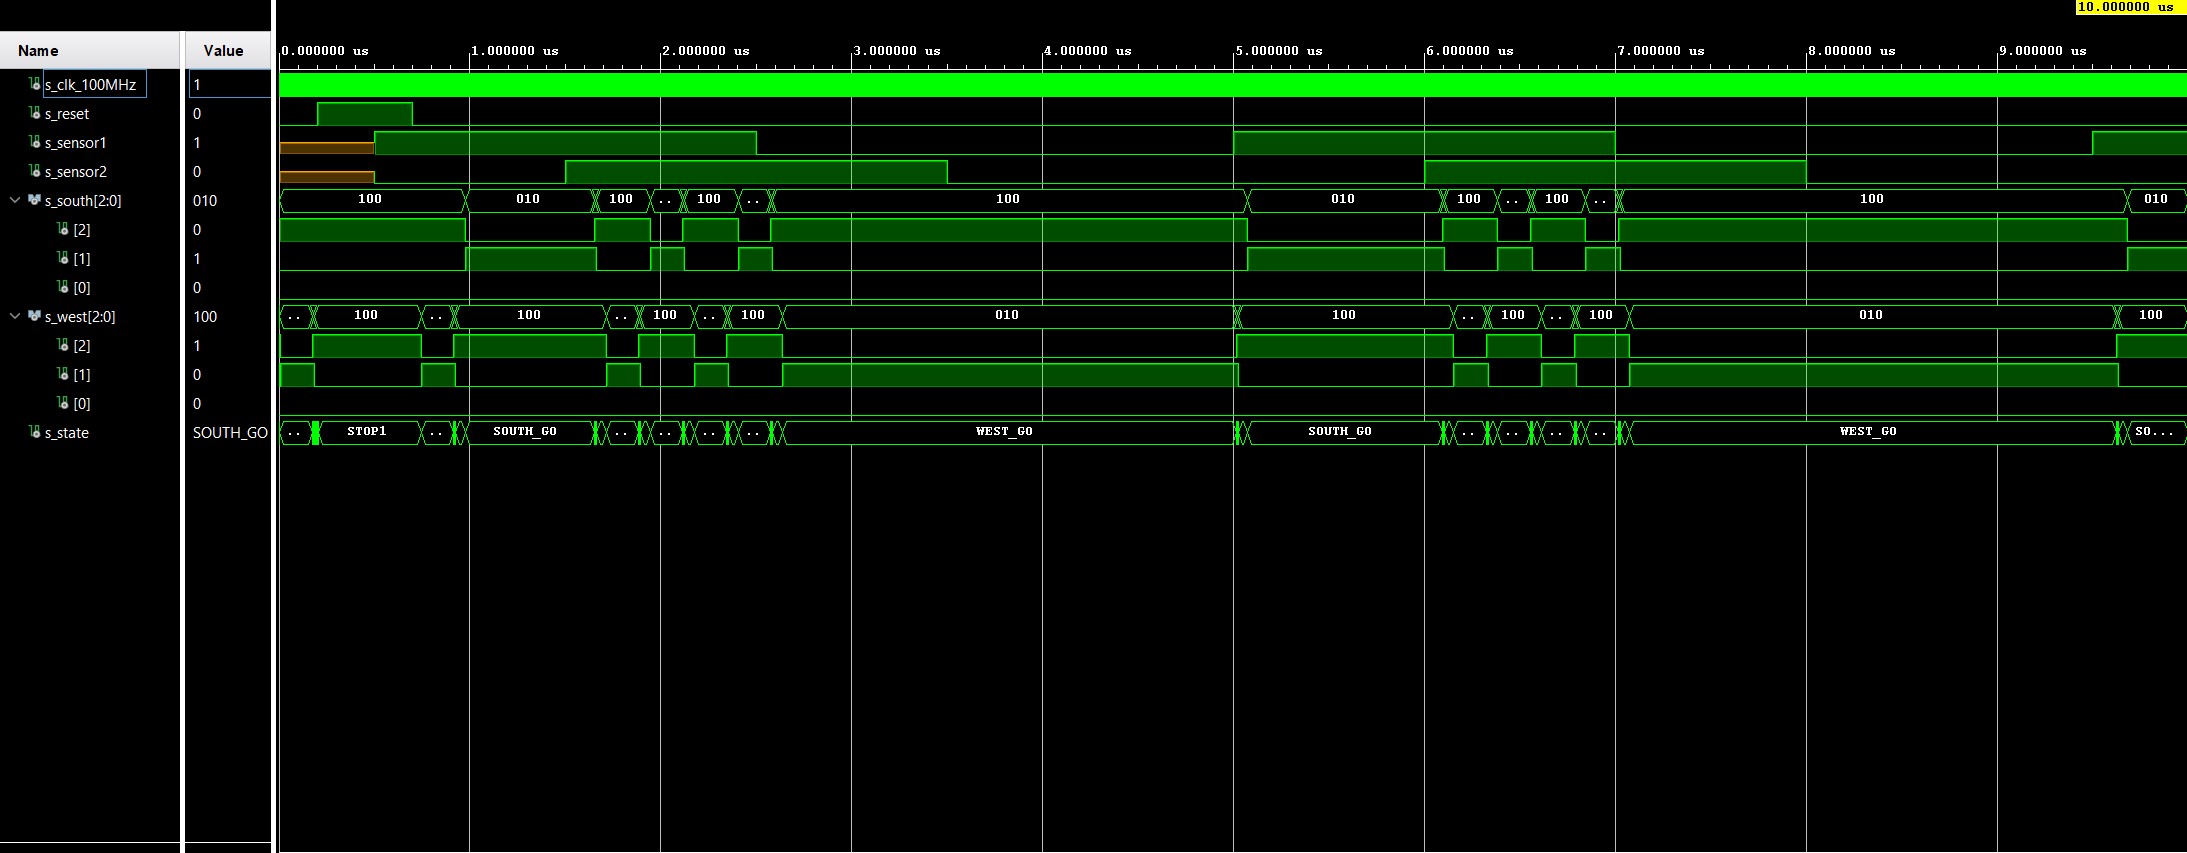 10.000000 us
Name Value 0.000000 us 1.000000 us 2.000000 us 3.000000 us 4.000000 us 5.000000 us 6.000000 us 7.000000 us 8.000000 us 9.000000 us
s_clk_100MHz 1
s_reset 0
s_sensor1 1
s_sensor2 0
s_south[2:0] 010 100 010 100 .. 100 .. 100 010 100 .. 100 .. 100 010
[2] 0
[1] 1
[0] 0
s_west[2:0] 100 .. 100 .. 100 .. 100 .. 100 010 100 .. 100 .. 100 010 100
[2] 1
[1] 0
[0] 0
s_state SOUTH_GO .. STOP1 .. SOUTH_GO .. .. .. .. WEST_GO SOUTH_GO .. .. .. .. WEST_GO SO...